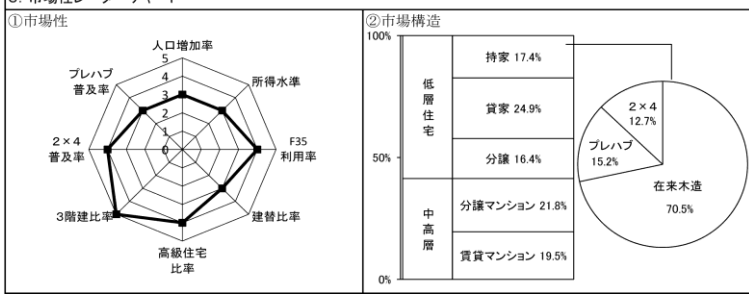 ①市場性
人口増加率
所得水準
F35
利用率
建替比率
高級住宅
比率
3階建比率
2×4
普及率
プレハブ
普及率
5
4
3
2
1
0
②市場構造
100%
50%
0%
低層住宅
持家 17.4%
貸家 24.9%
分譲 16.4%
中高層
分譲マンション 21.8%
賃貸マンション 19.5%
2×4
12.7%
プレハブ
15.2%
在来木造
70.5%